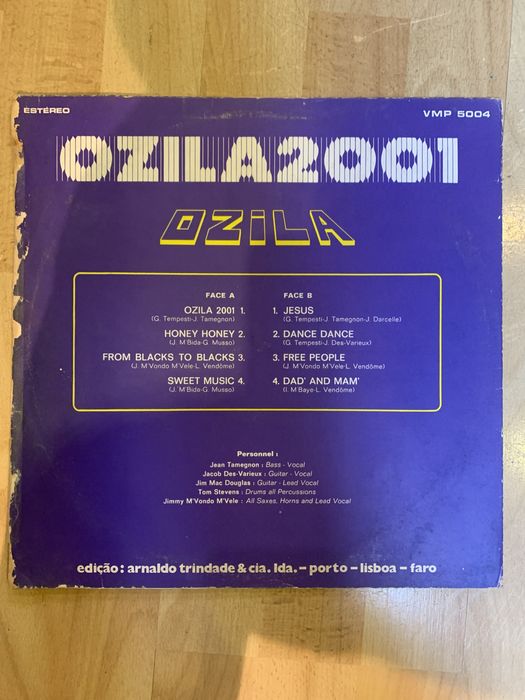 ESTÉREO
VMP 5004
OZILA2001
OZiLA
FACE A
OZILA 2001 1.
(G. Tempesti-J. Tamegnon)
HONEY HONEY 2.
(J. M'Bida-G. Musso)
FROM BLACKS TO BLACKS 3.
(J. M'Vondo M'Vele-L. Vendôme)
SWEET MUSIC 4.
(J. M'Bida-G. Musso)
FACE B
1. JESUS
(G. Tempesti-J. Tamegnon-J. Darcelle)
2. DANCE DANCE
(G. Tempesti-J. Des-Varieux)
3. FREE PEOPLE
(J. M'Vondo M'Vele-L. Vendôme)
4. DAD' AND MAM'
(I. M'Baye-L. Vendôme)
Personnel :
Jean Tamegnon : Bass - Vocal
Jacob Des-Varieux : Guitar - Vocal
Jim Mac Douglas : Guitar - Lead Vocal
Tom Stevens : Drums all Percussions
Jimmy M'Vondo M'Vele : All Saxes, Horns and Lead Vocal
edição : arnaldo trindade & cia. lda. – porto – lisboa – faro